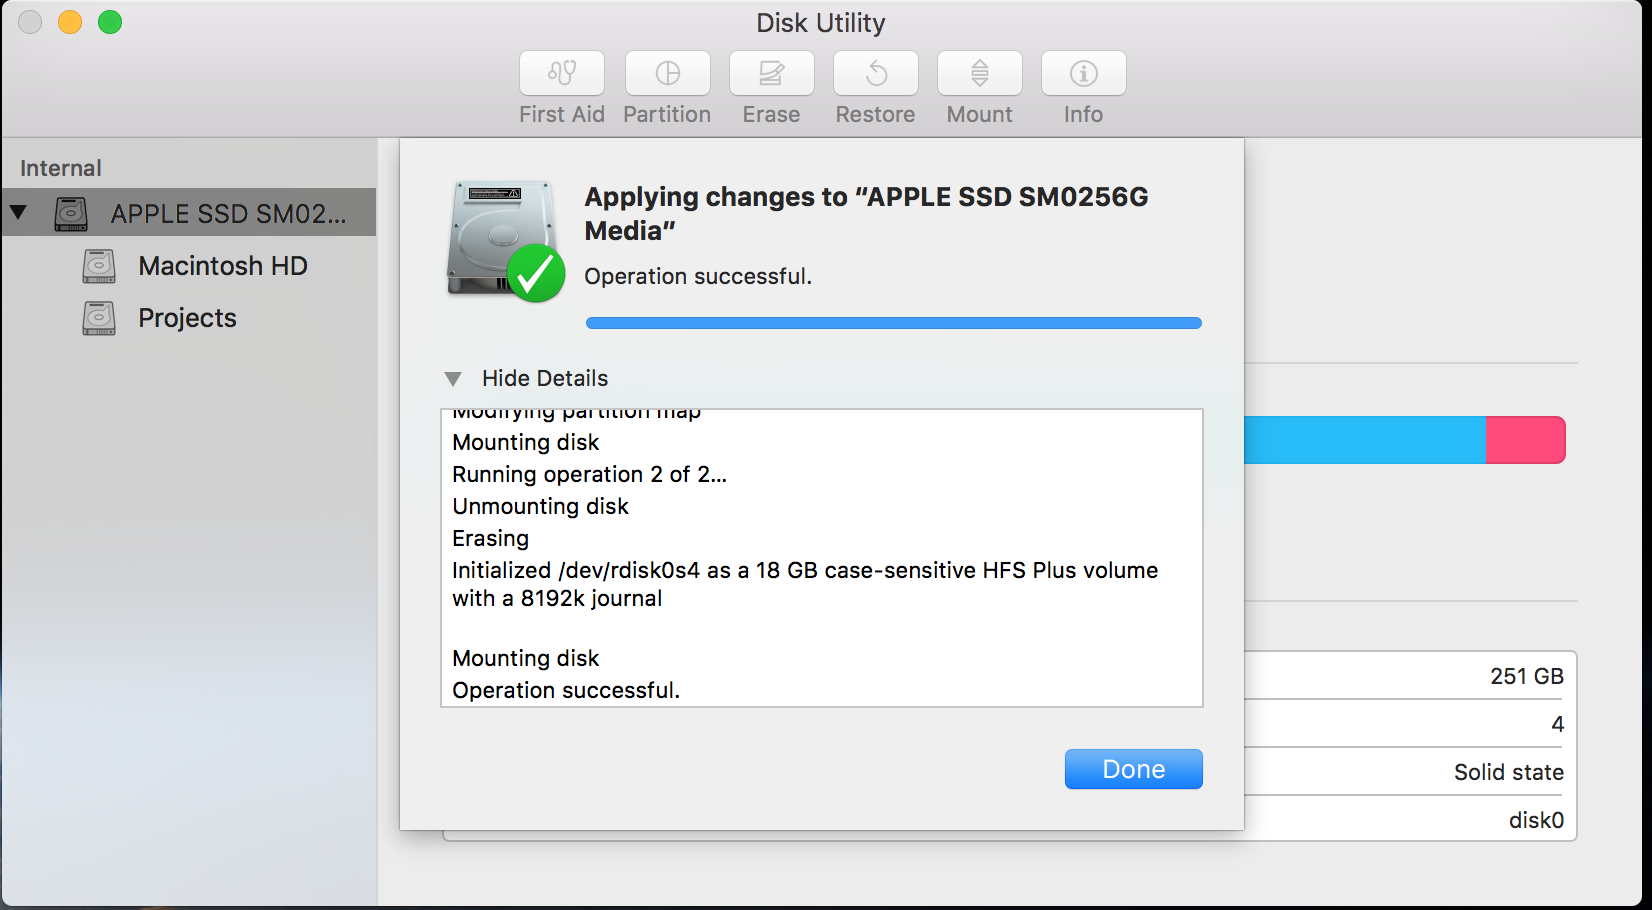 Disk Utility
First Aid
Partition
Erase
Restore
Mount
Info
Internal
APPLE SSD SM02...
Macintosh HD
Projects
Applying changes to “APPLE SSD SM0256G
Media”
Operation successful.
Hide Details
Modifying partition map
Mounting disk
Running operation 2 of 2...
Unmounting disk
Erasing
Initialized /dev/rdisk0s4 as a 18 GB case-sensitive HFS Plus volume
with a 8192k journal
Mounting disk
Operation successful.
Done
251 GB
4
Solid state
disk0